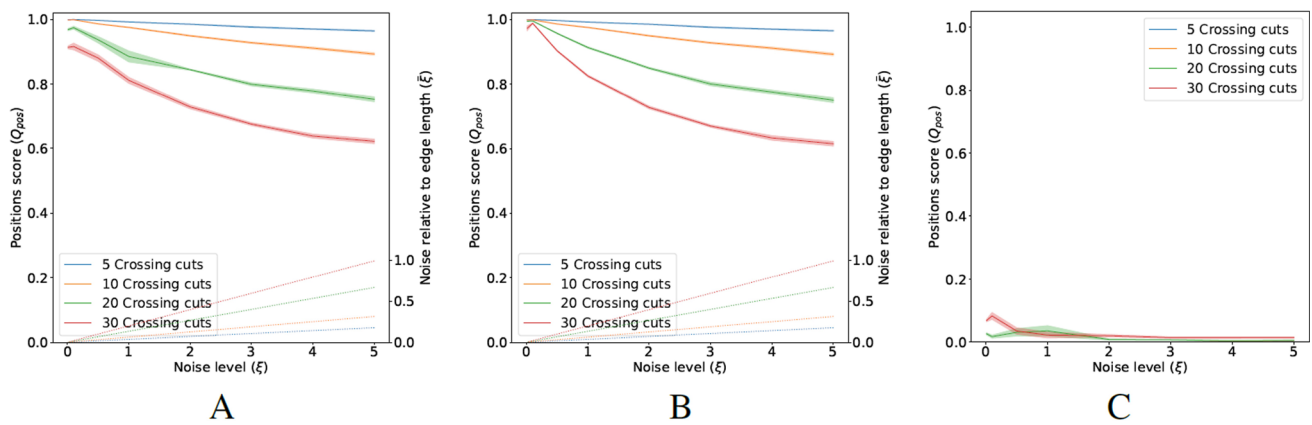 1.0
0.8
0.6
0.4
0.2
0.0
Positions score (Q_pos)
5 Crossing cuts
10 Crossing cuts
20 Crossing cuts
30 Crossing cuts
0 1 2 3 4 5
Noise level (ξ)
1.0
0.5
0.0
Noise relative to edge length (ξ̄)
A
1.0
0.8
0.6
0.4
0.2
0.0
Positions score (Q_pos)
5 Crossing cuts
10 Crossing cuts
20 Crossing cuts
30 Crossing cuts
0 1 2 3 4 5
Noise level (ξ)
1.0
0.5
0.0
Noise relative to edge length (ξ̄)
B
1.0
0.8
0.6
0.4
0.2
0.0
Positions score (Q_pos)
5 Crossing cuts
10 Crossing cuts
20 Crossing cuts
30 Crossing cuts
0 1 2 3 4 5
Noise level (ξ)
C